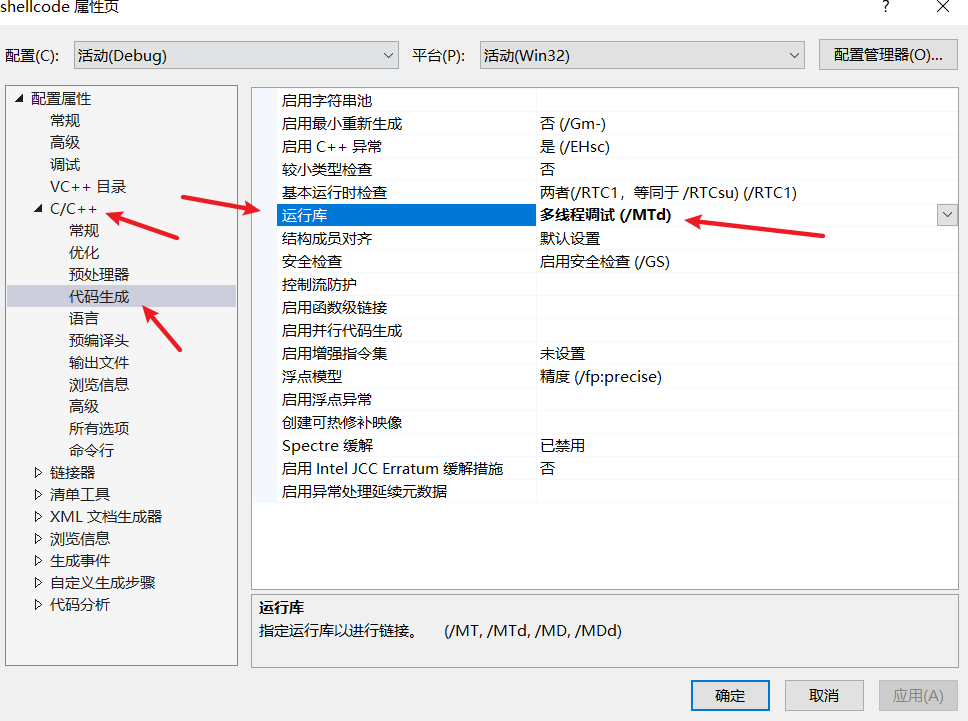 shellcode 属性页
?
配置(C):
活动(Debug)
平台(P):
活动(Win32)
配置管理器(O)...
配置属性
常规
高级
调试
VC++ 目录
C/C++
常规
优化
预处理器
代码生成
语言
预编译头
输出文件
浏览信息
高级
所有选项
命令行
链接器
清单工具
XML 文档生成器
浏览信息
生成事件
自定义生成步骤
代码分析
启用字符串池
启用最小重新生成 否 (/Gm-)
启用 C++ 异常 是 (/EHsc)
较小类型检查 否
基本运行时检查 两者(/RTC1，等同于 /RTCsu) (/RTC1)
运行库 多线程调试 (/MTd)
结构成员对齐 默认设置
安全检查 启用安全检查 (/GS)
控制流防护
启用函数级链接
启用并行代码生成
启用增强指令集 未设置
浮点模型 精度 (/fp:precise)
启用浮点异常
创建可热修补映像
Spectre 缓解 已禁用
启用 Intel JCC Erratum 缓解措施 否
启用异常处理延续元数据
运行库
指定运行库以进行链接。 (/MT, /MTd, /MD, /MDd)
确定
取消
应用(A)